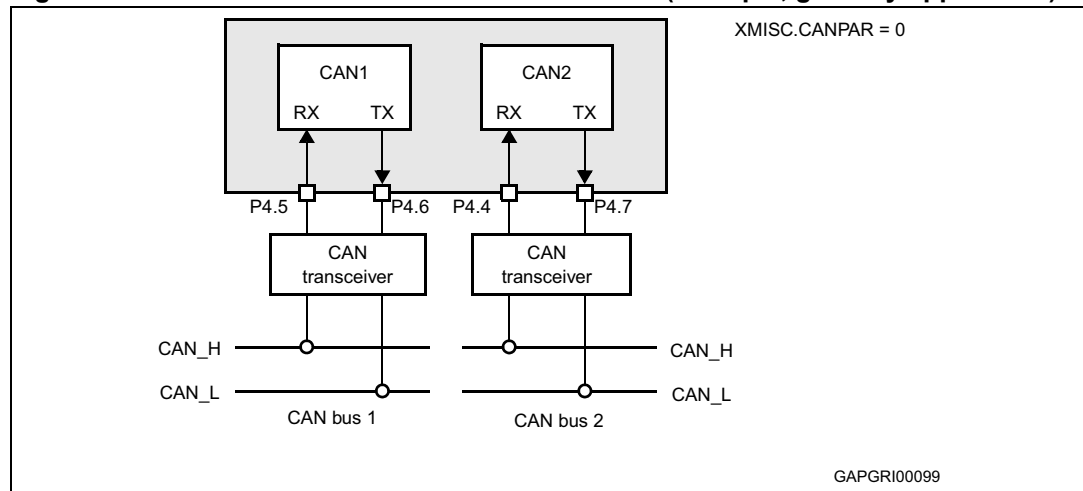 XMISC.CANPAR = 0
CAN1 CAN2
RX TX RX TX
P4.5 P4.6 P4.4 P4.7
CAN transceiver CAN transceiver
CAN_H CAN_H
CAN_L CAN_L
CAN bus 1 CAN bus 2
GAPGRI00099